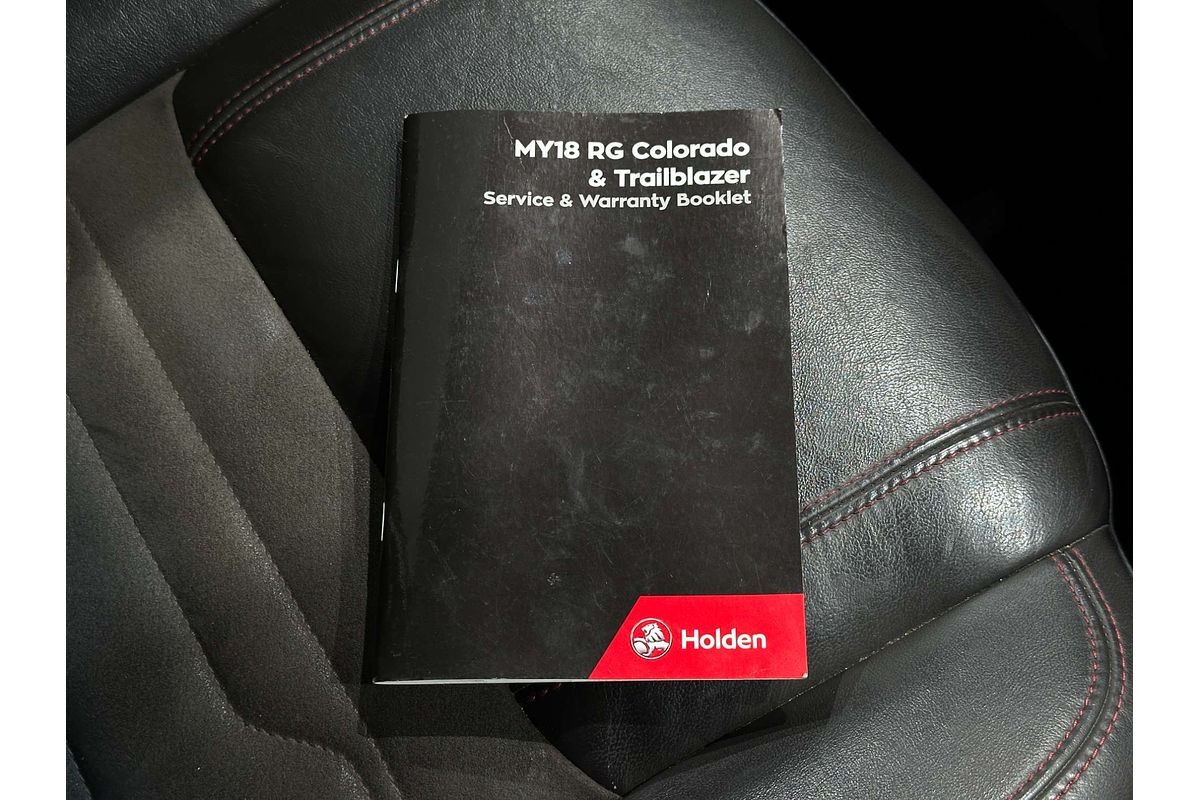 MY18 RG Colorado
& Trailblazer
Service & Warranty Booklet
Holden